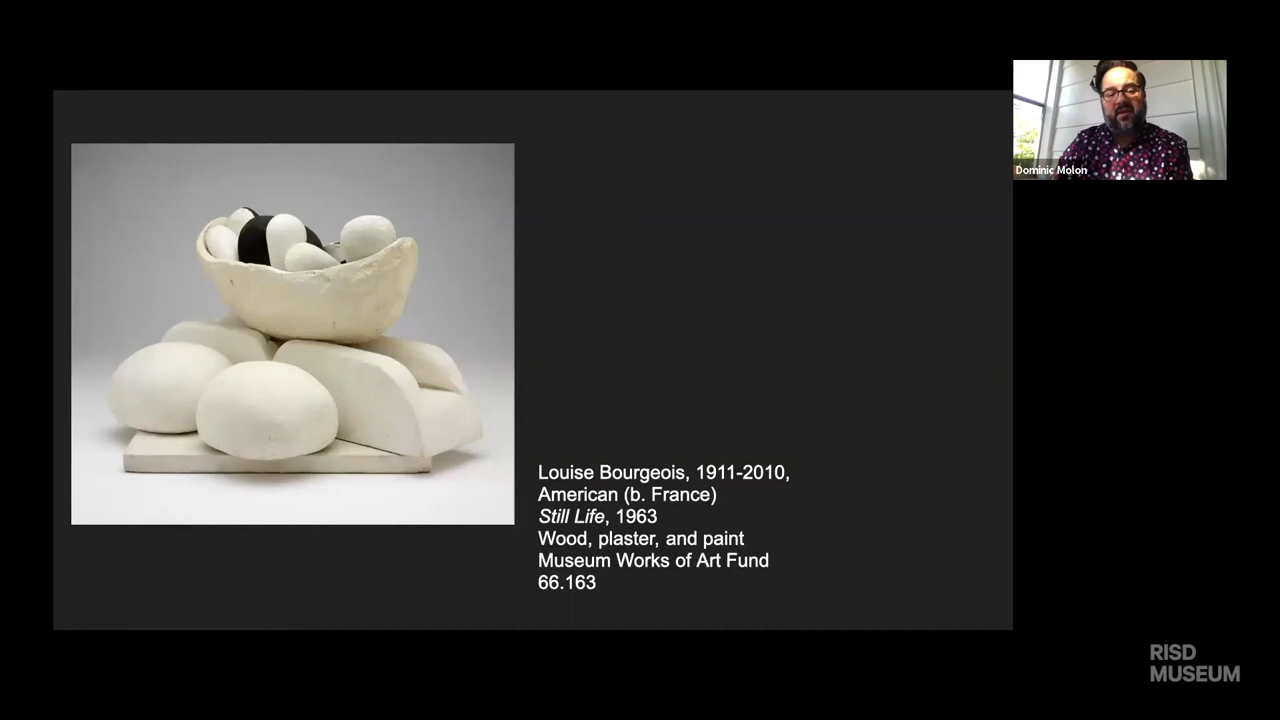 Dominic Molon
Louise Bourgeois, 1911-2010,
American (b. France)
Still Life, 1963
Wood, plaster, and paint
Museum Works of Art Fund
66.163
RISD
MUSEUM